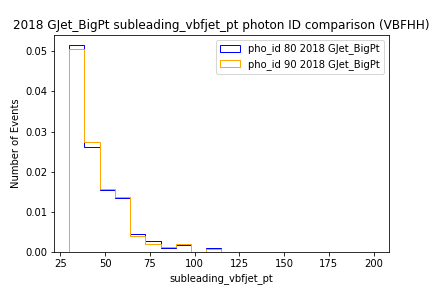 2018 GJet_BigPt subleading_vbfjet_pt photon ID comparison (VBFHH)
pho_id 80 2018 GJet_BigPt
pho_id 90 2018 GJet_BigPt
Number of Events
0.05
0.04
0.03
0.02
0.01
0.00
25 50 75 100 125 150 175 200
subleading_vbfjet_pt